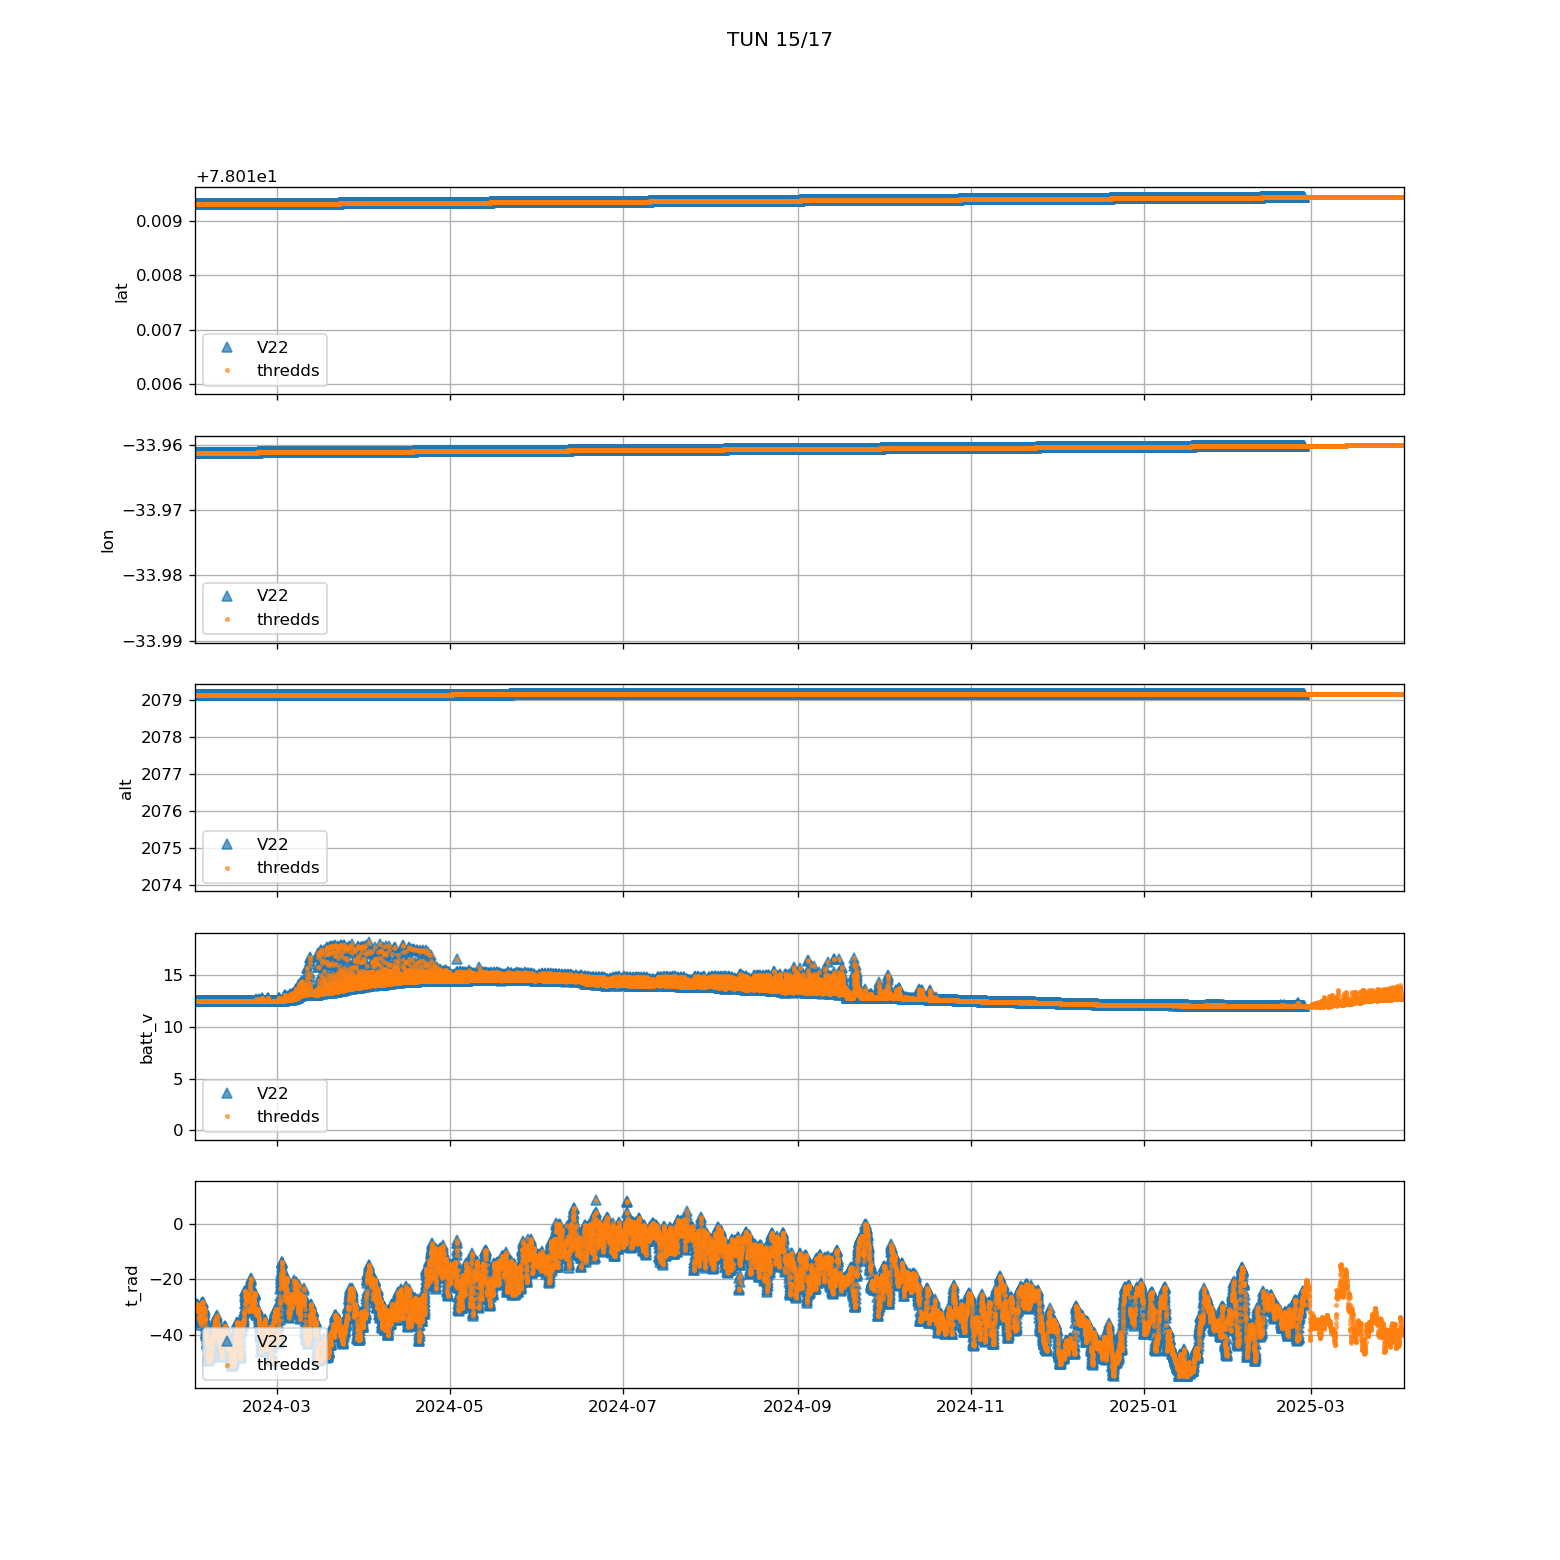 TUN 15/17
+7.801e1
0.009
0.008
0.007
0.006
lat
V22
thredds
−33.96
−33.97
−33.98
−33.99
lon
V22
thredds
2079
2078
2077
2076
2075
2074
alt
V22
thredds
15
10
5
0
batt_v
V22
thredds
0
−20
−40
t_rad
V22
thredds
2024-03 2024-05 2024-07 2024-09 2024-11 2025-01 2025-03